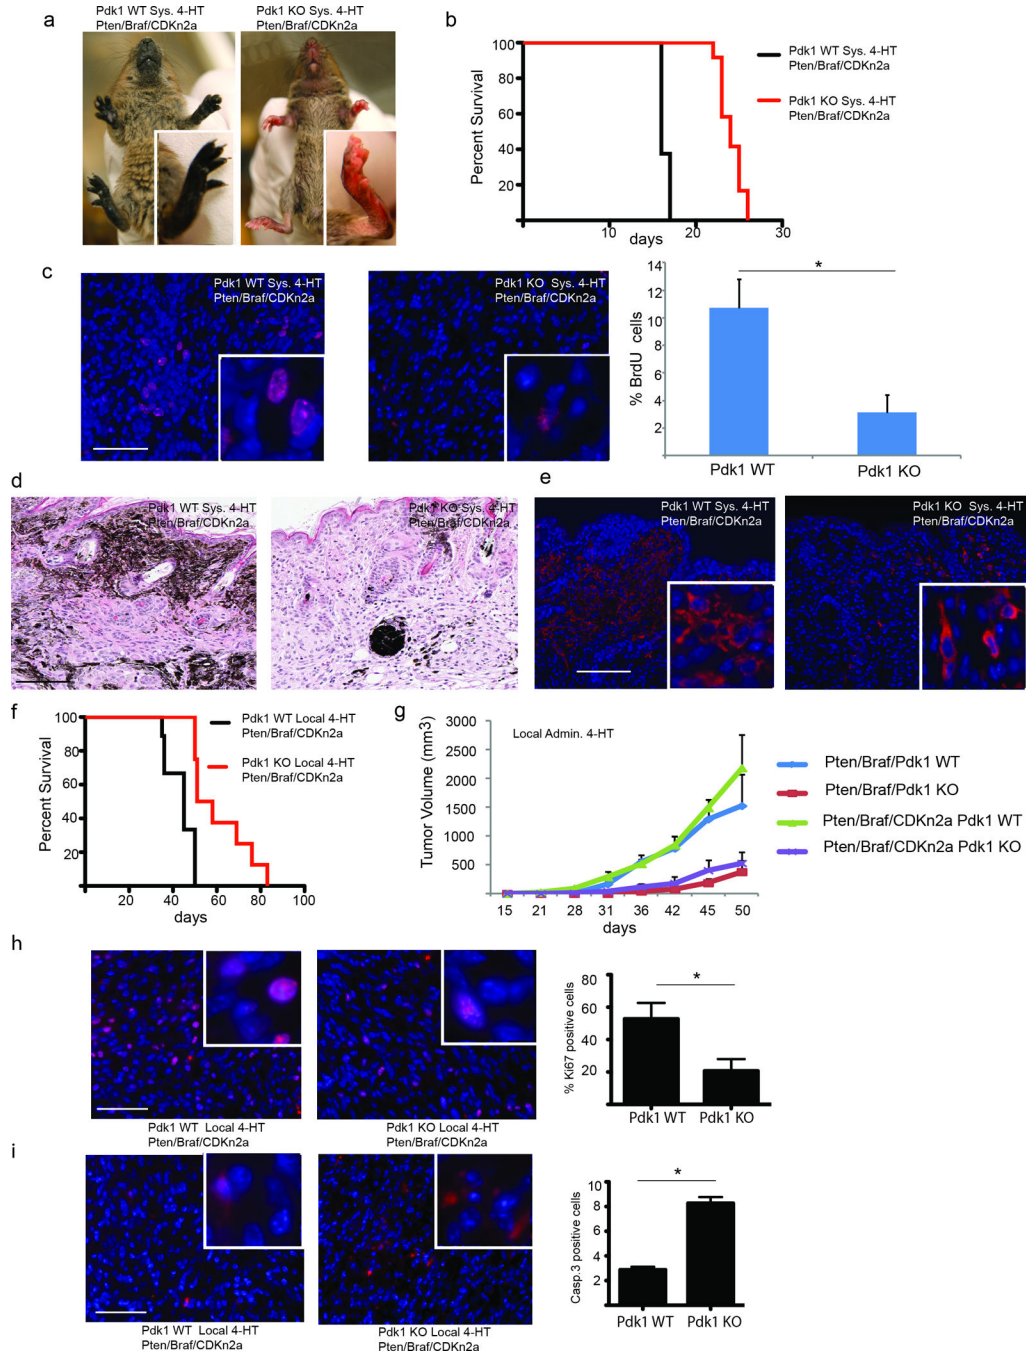 a
Pdk1 WT Sys. 4-HT
Pten/Braf/CDKn2a
Pdk1 KO Sys. 4-HT
Pten/Braf/CDKn2a
b
Percent Survival
100
80
60
40
20
10
20
30
days
Pdk1 WT Sys. 4-HT
Pten/Braf/CDKn2a
Pdk1 KO Sys. 4-HT
Pten/Braf/CDKn2a
c
Pdk1 WT Sys. 4-HT
Pten/Braf/CDKn2a
Pdk1 KO Sys. 4-HT
Pten/Braf/CDKn2a
% BrdU cells
14
12
10
8
6
4
2
*
Pdk1 WT
Pdk1 KO
d
Pdk1 WT Sys. 4-HT
Pten/Braf/CDKn2a
Pdk1 KO Sys. 4-HT
Pten/Braf/CDKn2a
e
Pdk1 WT Sys. 4-HT
Pten/Braf/CDKn2a
Pdk1 KO Sys. 4-HT
Pten/Braf/CDKn2a
f
Percent Survival
100
80
60
40
20
20
40
60
80
100
days
Pdk1 WT Local 4-HT
Pten/Braf/CDKn2a
Pdk1 KO Local 4-HT
Pten/Braf/CDKn2a
g
Tumor Volume (mm3)
3000
2500
2000
1500
1000
500
Local Admin. 4-HT
15
21
28
31
36
42
45
50
days
Pten/Braf/Pdk1 WT
Pten/Braf/Pdk1 KO
Pten/Braf/CDKn2a Pdk1 WT
Pten/Braf/CDKn2a Pdk1 KO
h
Pdk1 WT Local 4-HT
Pten/Braf/CDKn2a
Pdk1 KO Local 4-HT
Pten/Braf/CDKn2a
% Ki67 positive cells
80
60
40
20
*
Pdk1 WT
Pdk1 KO
i
Pdk1 WT Local 4-HT
Pten/Braf/CDKn2a
Pdk1 KO Local 4-HT
Pten/Braf/CDKn2a
Casp.3 positive cells
10
8
6
4
2
*
Pdk1 WT
Pdk1 KO